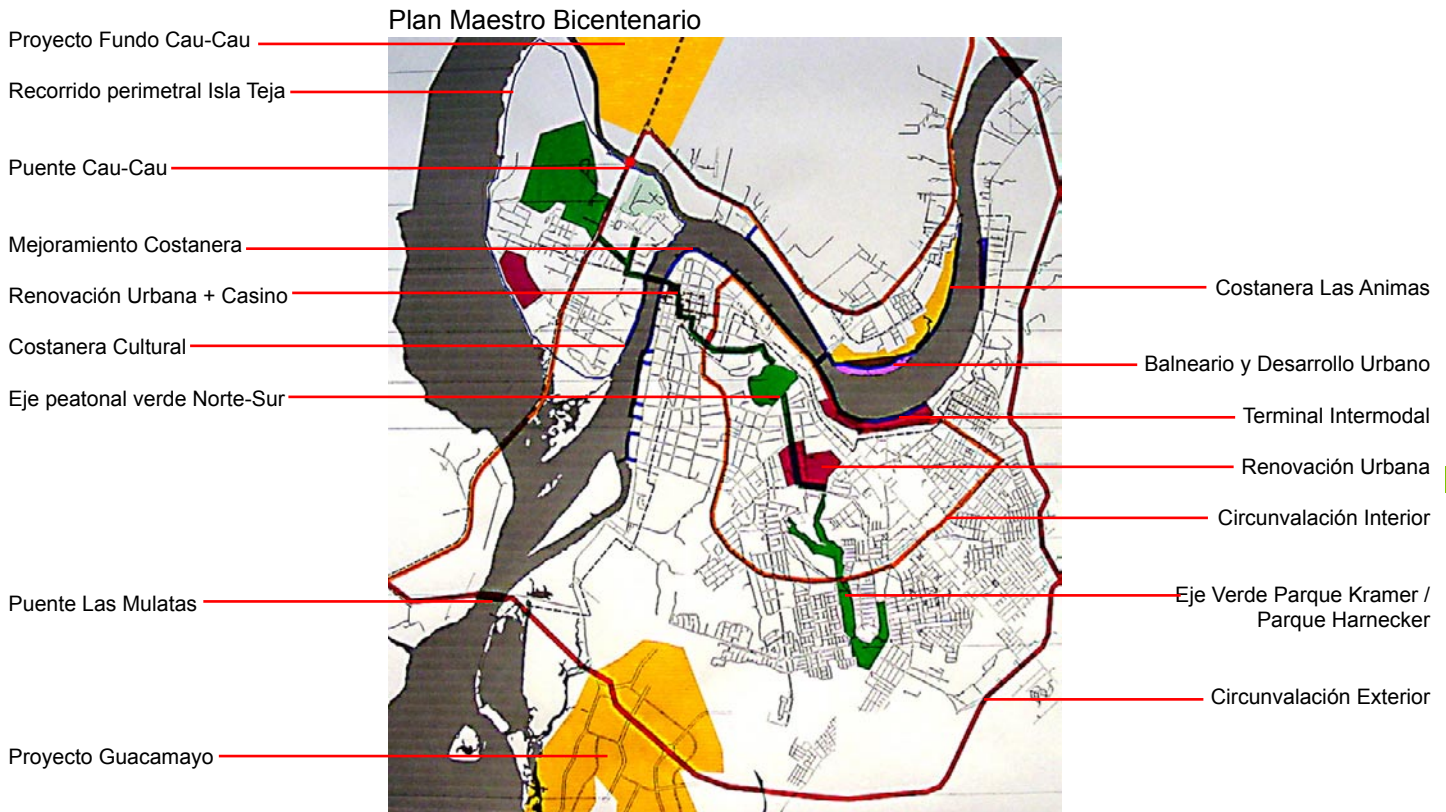 Plan Maestro Bicentenario
Proyecto Fundo Cau-Cau
Recorrido perimetral Isla Teja
Puente Cau-Cau
Mejoramiento Costanera
Renovación Urbana + Casino
Costanera Cultural
Eje peatonal verde Norte-Sur
Puente Las Mulatas
Proyecto Guacamayo
Costanera Las Animas
Balneario y Desarrollo Urbano
Terminal Intermodal
Renovación Urbana
Circunvalación Interior
Eje Verde Parque Kramer /
Parque Harnecker
Circunvalación Exterior